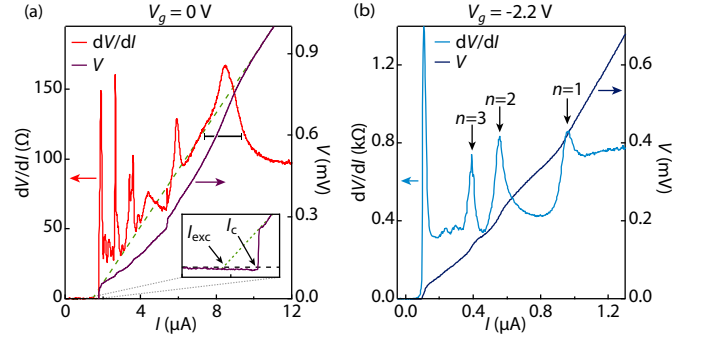 (a)
V_g = 0 V
dV/dI
V
150
100
50
0
dV/dI (Ω)
0.9
0.6
0.3
0.0
V (mV)
I_exc
I_c
0
4
8
12
I (μA)
(b)
V_g = -2.2 V
dV/dI
V
n=3
n=2
n=1
1.2
0.8
0.4
0.0
dV/dI (kΩ)
0.6
0.4
0.2
0.0
V (mV)
0.0
0.4
0.8
1.2
I (μA)